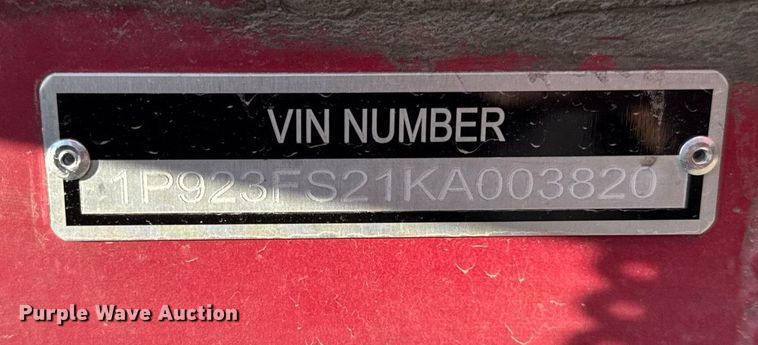 VIN NUMBER
1P923FS21KA003820
Purple Wave Auction